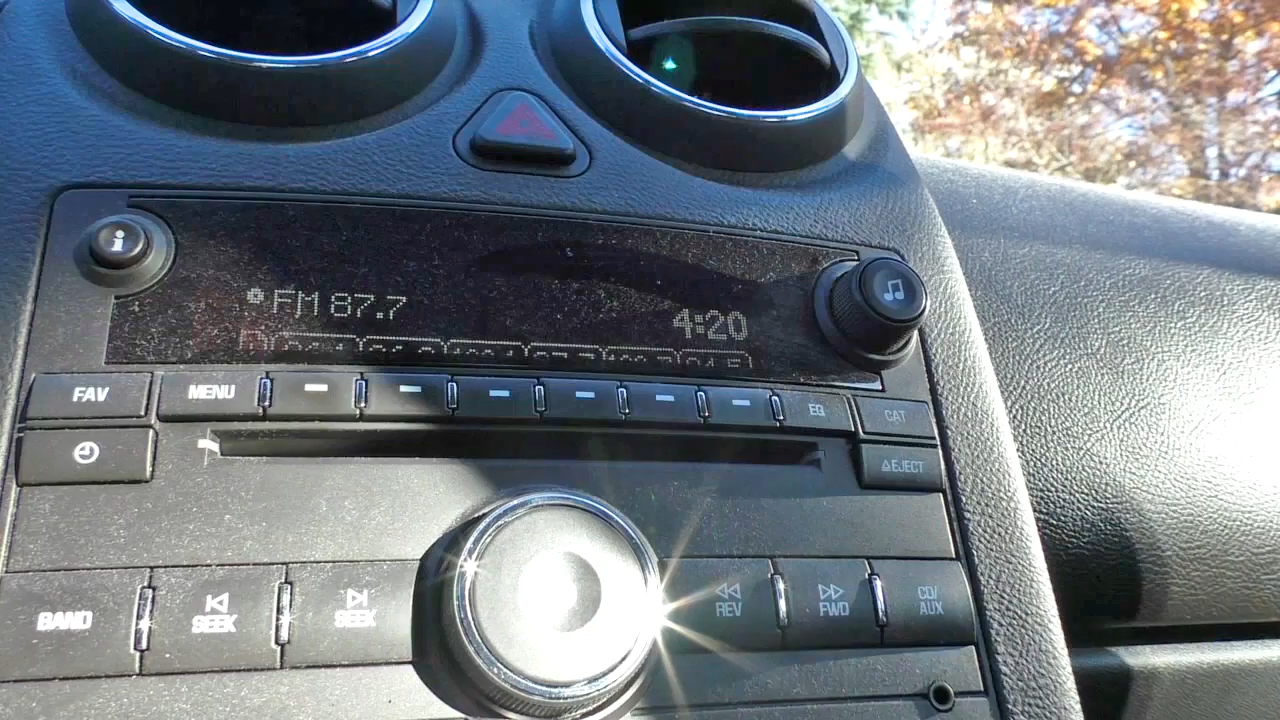 i
FM 87.7
4:20
FAV
MENU
EQ
CAT
EJECT
BAND
SEEK
SEEK
REV
FWD
CD/
AUX